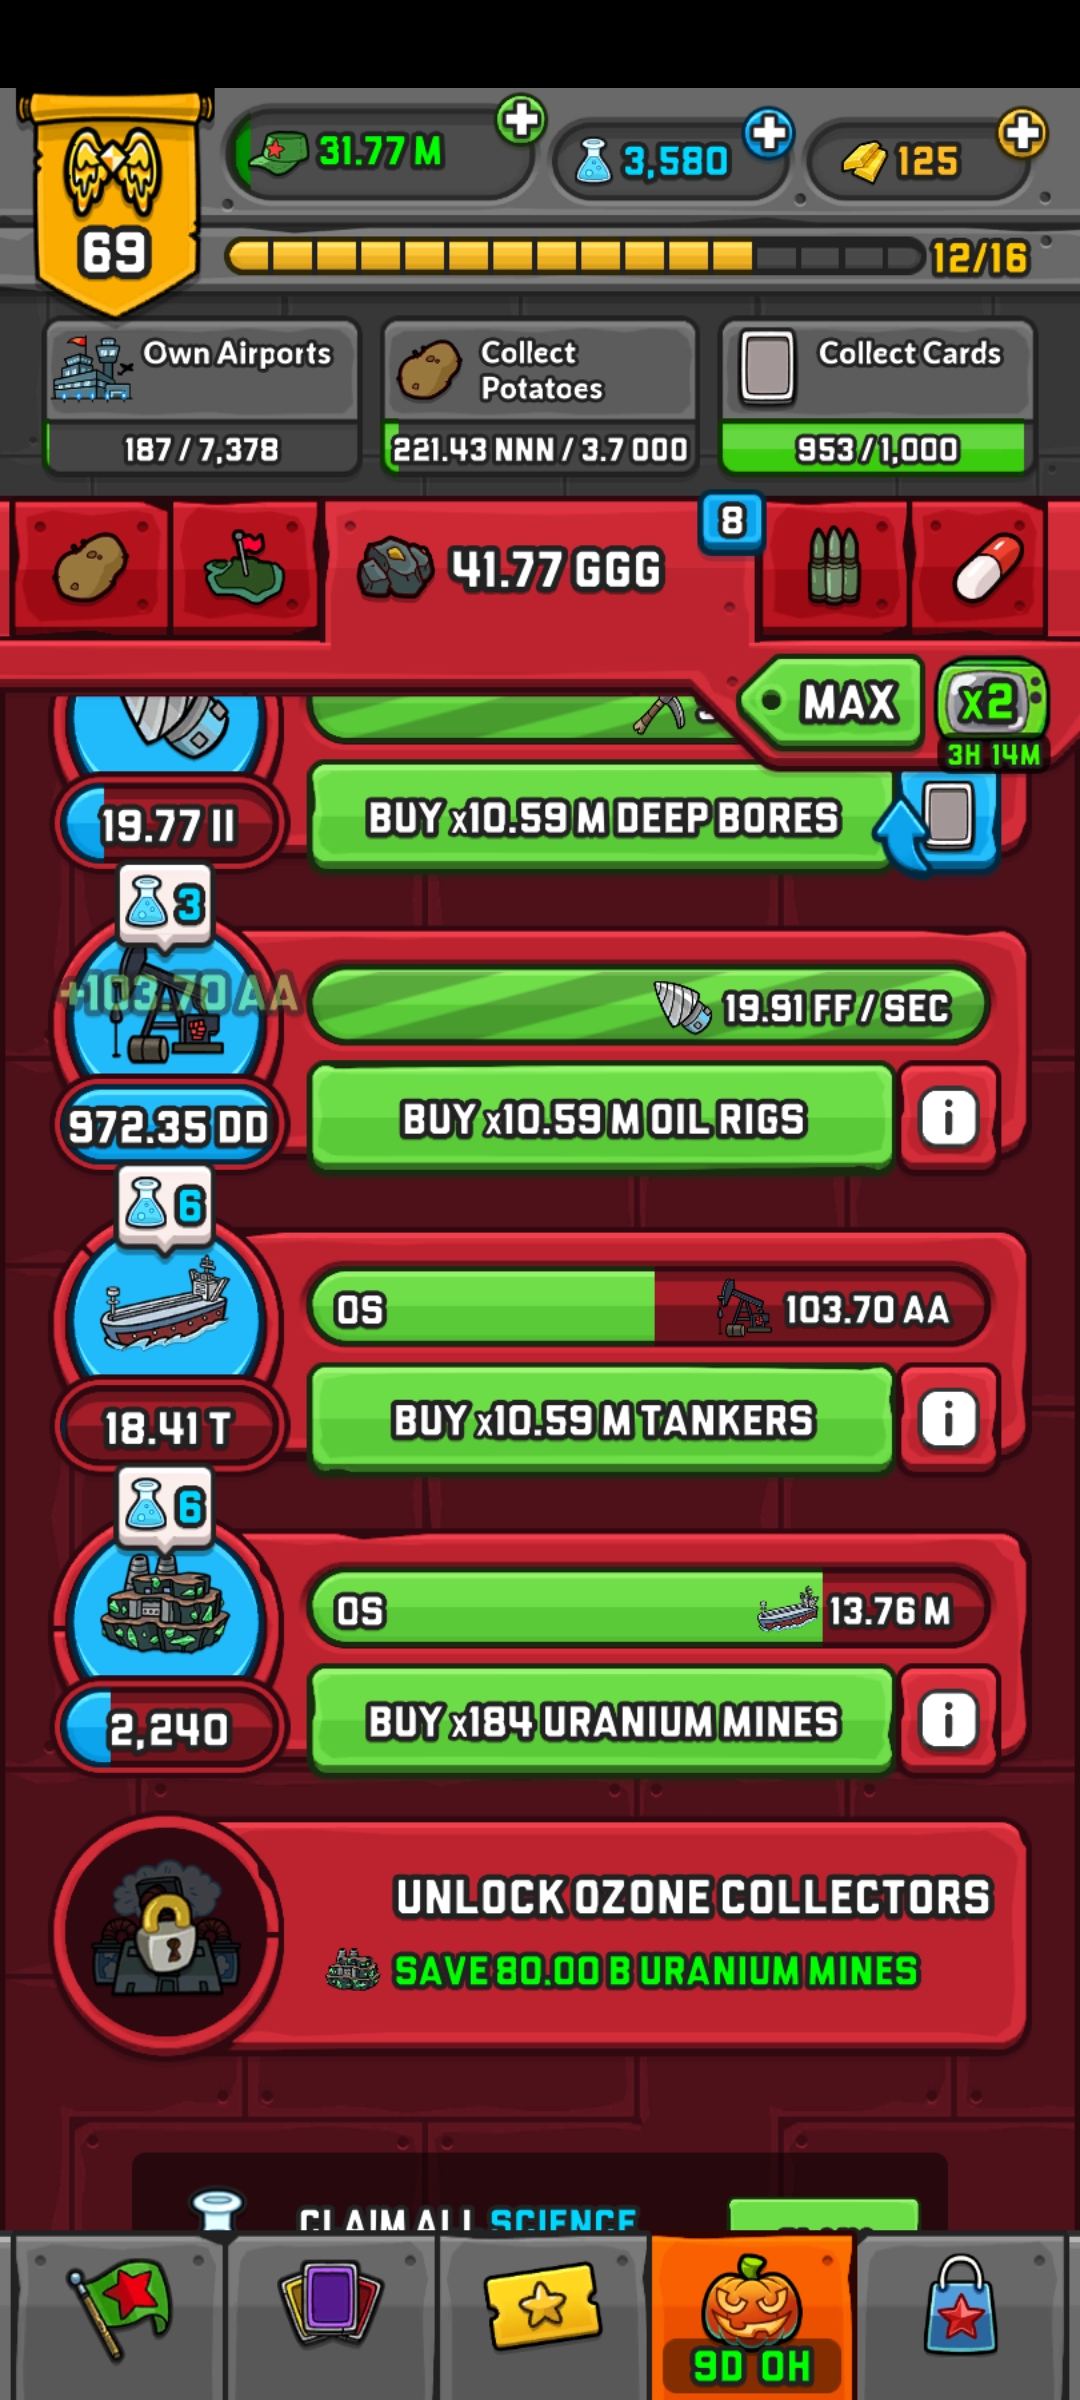 31.77 M
3,580
125
69
12/16
Own Airports
187 / 7,378
Collect
Potatoes
221.43 NNN / 3.7 OOO
Collect Cards
953 / 1,000
41.77 GGG
8
MAX
x2
3H 14M
19.77 II
BUY x10.59 M DEEP BORES
3
+103.70 AA
19.91 FF / SEC
972.35 DD
BUY x10.59 M OIL RIGS
6
0S
103.70 AA
18.41 T
BUY x10.59 M TANKERS
6
0S
13.76 M
2,240
BUY x184 URANIUM MINES
UNLOCK OZONE COLLECTORS
SAVE 80.00 B URANIUM MINES
CLAIM ALL SCIENCE
9D 0H